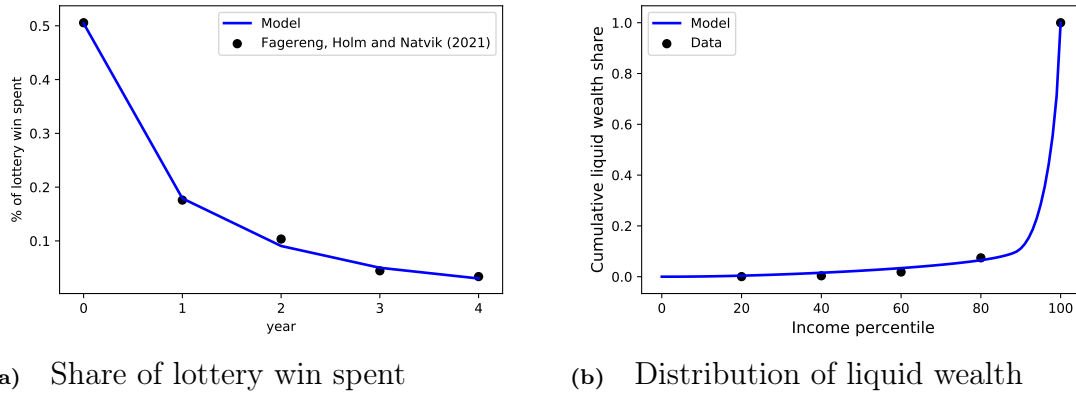 Model
Fagereng, Holm and Natvik (2021)
% of lottery win spent
0.5
0.4
0.3
0.2
0.1
0 1 2 3 4
year
a) Share of lottery win spent
Model
Data
Cumulative liquid wealth share
1.0
0.8
0.6
0.4
0.2
0.0
0 20 40 60 80 100
Income percentile
(b) Distribution of liquid wealth